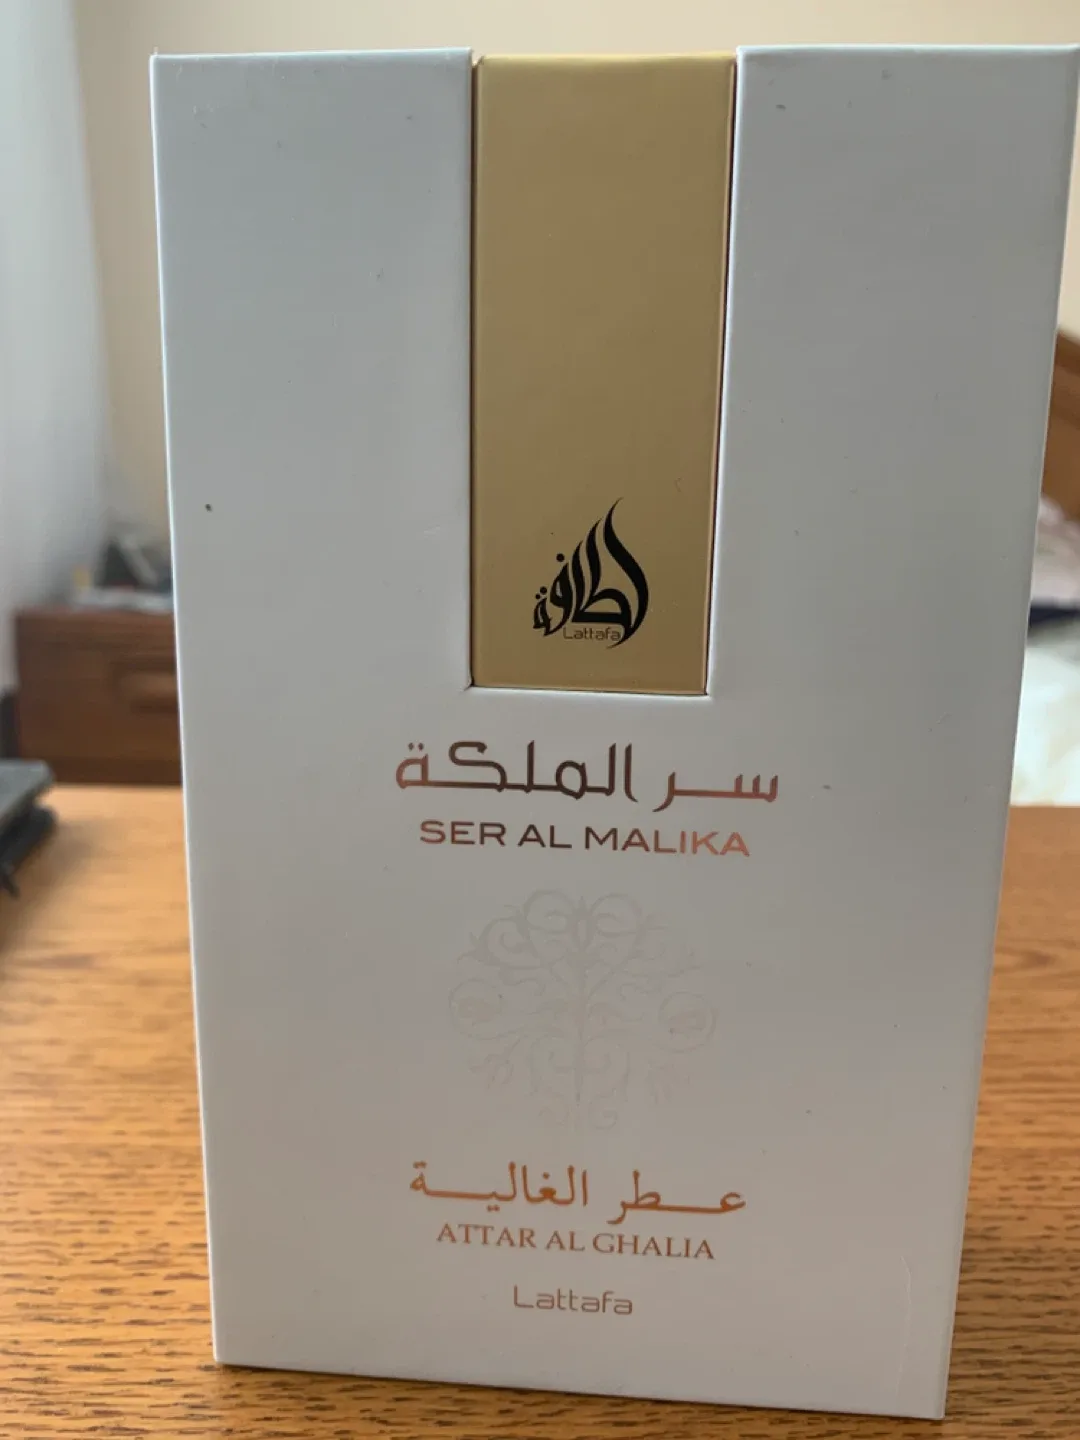 لطافة
Lattafa
سر الملكة
SER AL MALIKA
عطر الغالية
ATTAR AL GHALIA
Lattafa